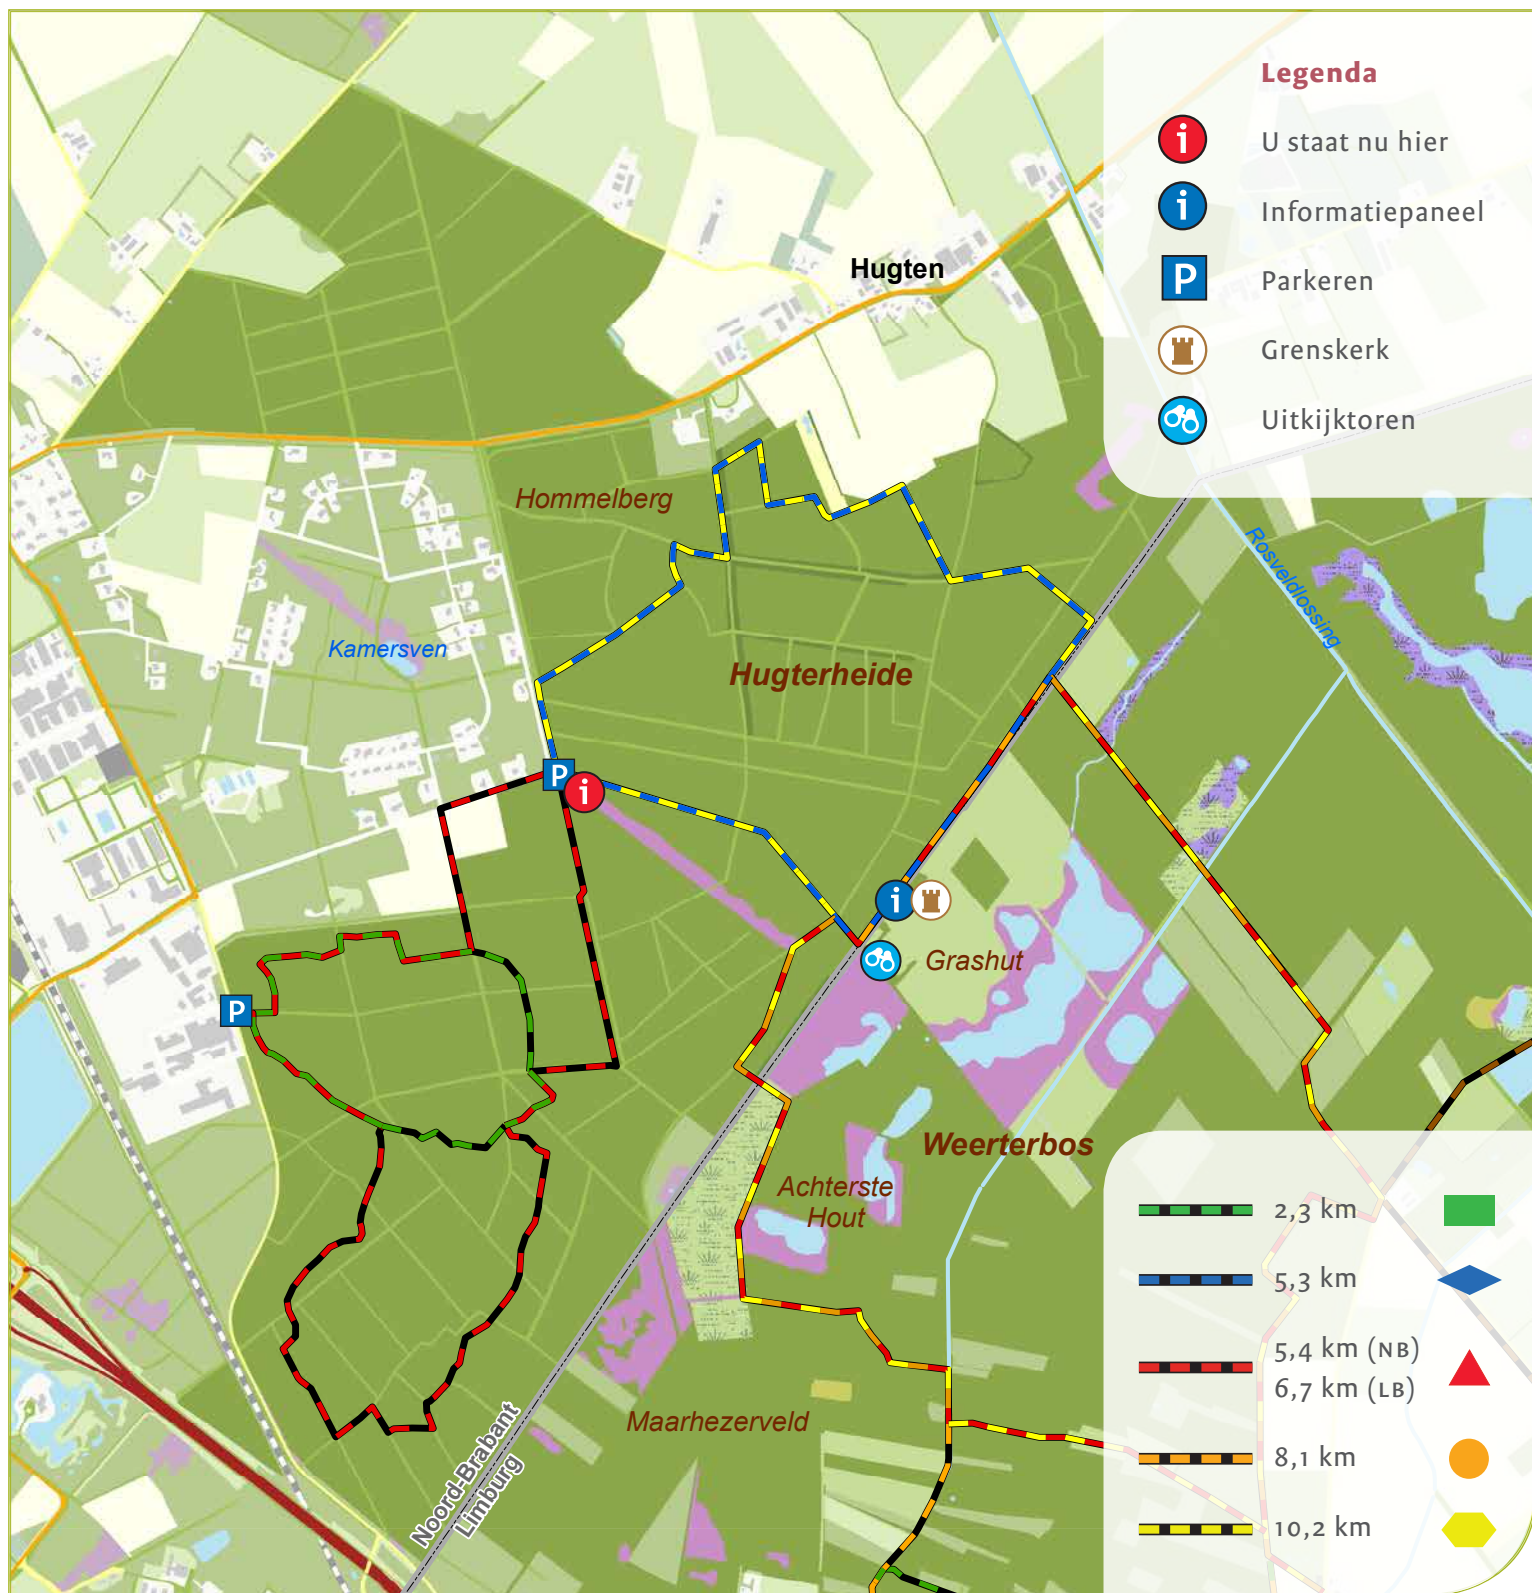 Legenda
i U staat nu hier
i Informatiepaneel
P Parkeren
Grenskerk
Uitkijktoren
Hugten
Hommelberg
Rosveldlossing
Kamersven
Hugterheide
P
i
i
Grashut
P
Weerterbos
Achterste
Hout
Maarhezerveld
Noord-Brabant
Limburg
2,3 km
5,3 km
5,4 km (NB)
6,7 km (LB)
8,1 km
10,2 km